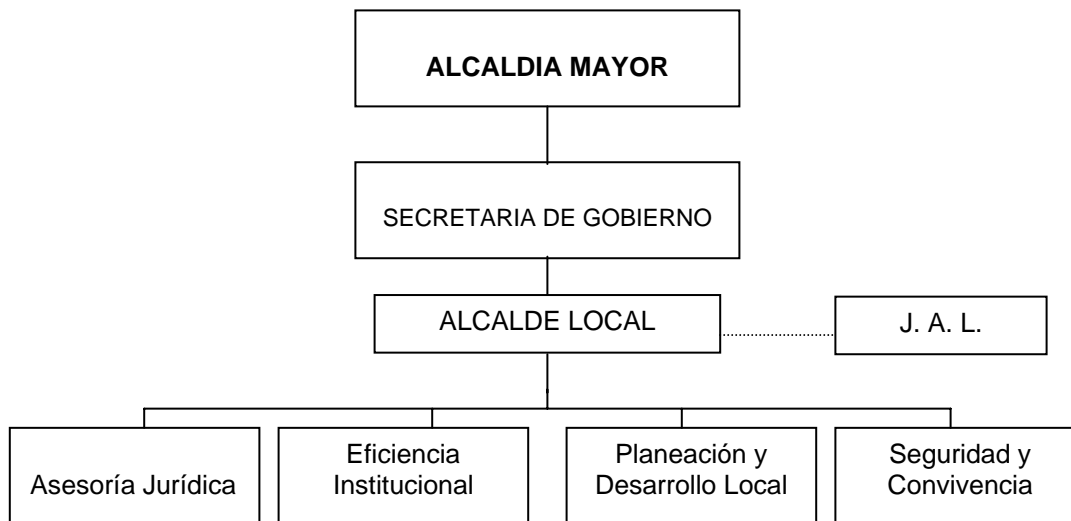 ALCALDIA MAYOR
SECRETARIA DE GOBIERNO
ALCALDE LOCAL
J. A. L.
Asesoría Jurídica
Eficiencia
Institucional
Planeación y
Desarrollo Local
Seguridad y
Convivencia